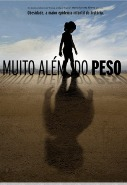 Obesidade, a maior epidemia infantil da história.
MUITO ALÉM DO PESO